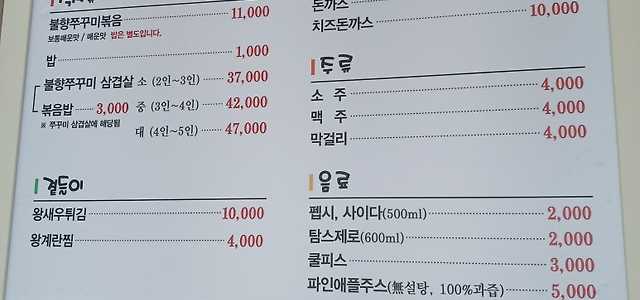 불향쭈꾸미볶음 11,000
보통매운맛 / 매운맛 밥은 별도입니다.
밥 1,000
불향쭈꾸미 삼겹살 소 (2인~3인) 37,000
볶음밥 3,000 중 (3인~4인) 42,000
※ 쭈꾸미 삼겹살에 해당됨
대 (4인~5인) 47,000
곁들이
왕새우튀김 10,000
왕계란찜 4,000
돈까스
치즈돈까스 10,000
주류
소 주 4,000
맥 주 4,000
막걸리 4,000
음료
펩시, 사이다(500ml) 2,000
탐스제로(600ml) 2,000
쿨피스 3,000
파인애플주스(無설탕, 100%과즙) 5,000